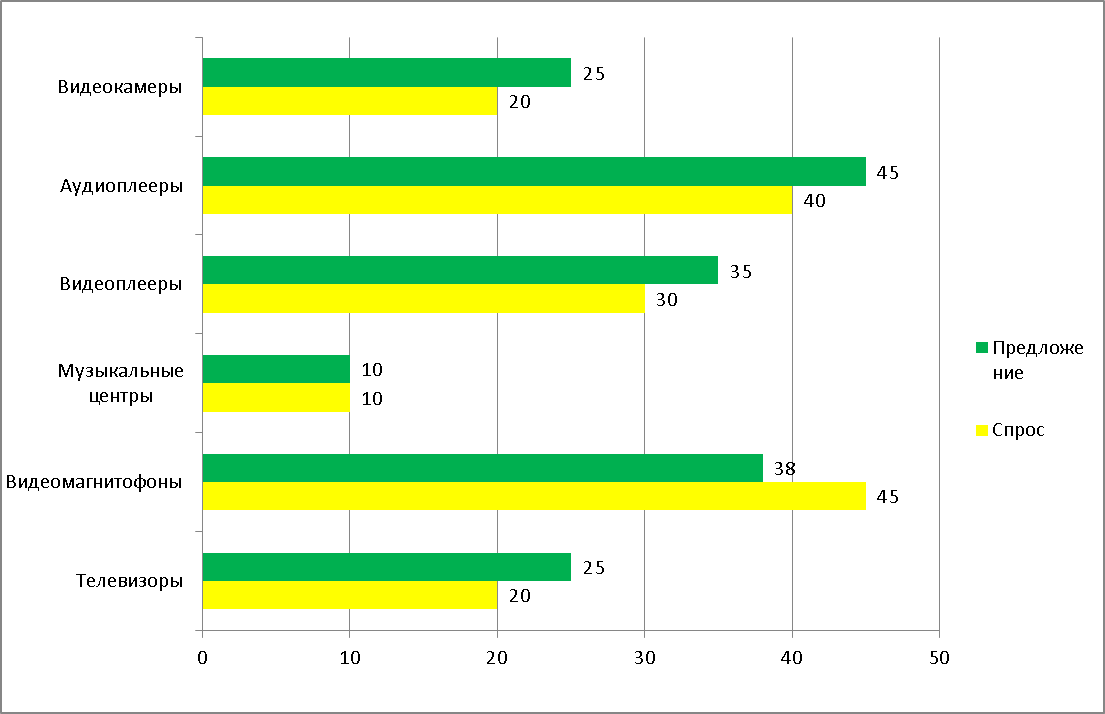 Видеокамеры
25
20
Аудиоплееры
45
40
Видеоплееры
35
30
Музыкальные
центры
10
10
Видеомагнитофоны
38
45
Телевизоры
25
20
0 10 20 30 40 50
Предложе
ние
Спрос